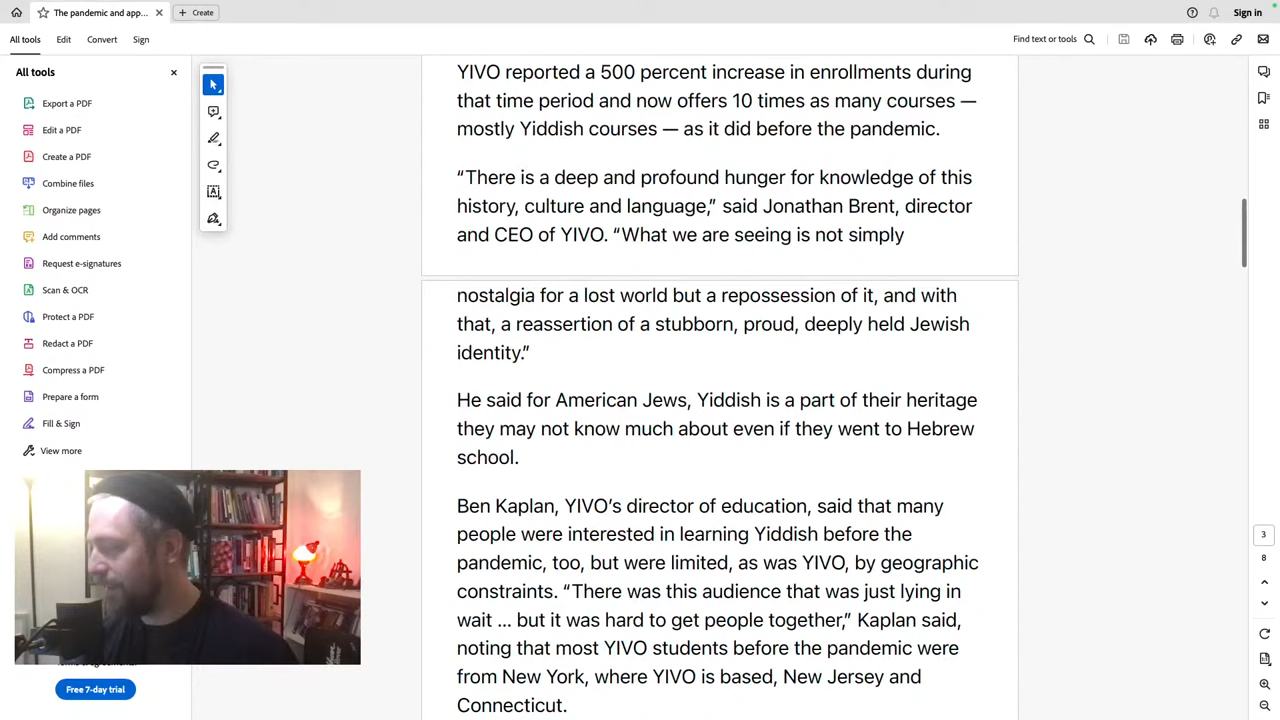 The pandemic and app...
Create
Sign in
All tools
Edit
Convert
Sign
Find text or tools
All tools
Export a PDF
Edit a PDF
Create a PDF
Combine files
Organize pages
Add comments
Request e-signatures
Scan & OCR
Protect a PDF
Redact a PDF
Compress a PDF
Prepare a form
Fill & Sign
View more
Free 7-day trial
YIVO reported a 500 percent increase in enrollments during
that time period and now offers 10 times as many courses —
mostly Yiddish courses — as it did before the pandemic.
“There is a deep and profound hunger for knowledge of this
history, culture and language,” said Jonathan Brent, director
and CEO of YIVO. “What we are seeing is not simply
nostalgia for a lost world but a repossession of it, and with
that, a reassertion of a stubborn, proud, deeply held Jewish
identity.”
He said for American Jews, Yiddish is a part of their heritage
they may not know much about even if they went to Hebrew
school.
Ben Kaplan, YIVO’s director of education, said that many
people were interested in learning Yiddish before the
pandemic, too, but were limited, as was YIVO, by geographic
constraints. “There was this audience that was just lying in
wait ... but it was hard to get people together,” Kaplan said,
noting that most YIVO students before the pandemic were
from New York, where YIVO is based, New Jersey and
Connecticut.
3
8